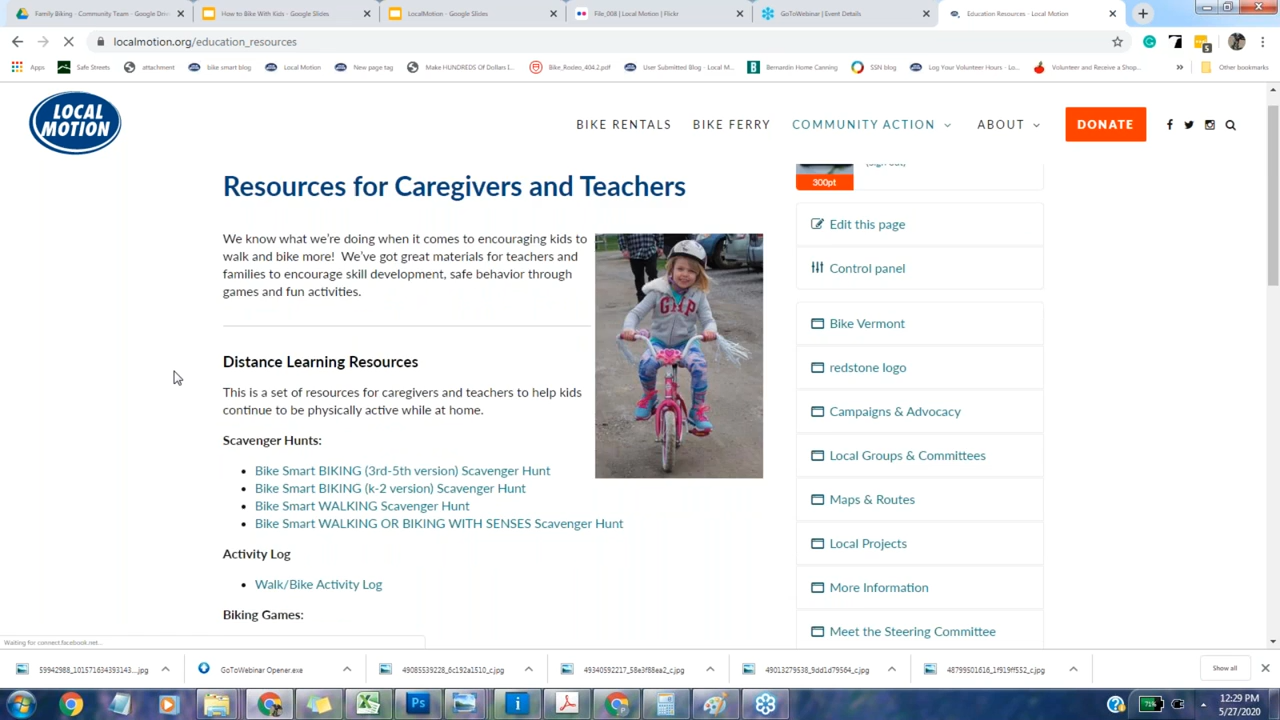 Family Biking - Community Team - Google Dri
How to Bike With Kids - Google Slides
LocalMotion - Google Slides
File_008 | Local Motion | Flickr
GoToWebinar | Event Details
Education Resources - Local Motion
localmotion.org/education_resources
Apps
Safe Streets
attachment
bike smart blog
Local Motion
New page tag
Make HUNDREDS Of Dollars I...
Bike_Rodeo_404.2.pdf
User Submitted Blog - Local M...
Bernardin Home Canning
SSN blog
Log Your Volunteer Hours - Lo...
Volunteer and Receive a Shop...
Other bookmarks
LOCAL
MOTION
BIKE RENTALS
BIKE FERRY
COMMUNITY ACTION
ABOUT
DONATE
300pt
Resources for Caregivers and Teachers
We know what we're doing when it comes to encouraging kids to
walk and bike more! We've got great materials for teachers and
families to encourage skill development, safe behavior through
games and fun activities.
GAP
Distance Learning Resources
This is a set of resources for caregivers and teachers to help kids
continue to be physically active while at home.
Scavenger Hunts:
• Bike Smart BIKING (3rd-5th version) Scavenger Hunt
• Bike Smart BIKING (k-2 version) Scavenger Hunt
• Bike Smart WALKING Scavenger Hunt
• Bike Smart WALKING OR BIKING WITH SENSES Scavenger Hunt
Activity Log
• Walk/Bike Activity Log
Biking Games:
Edit this page
Control panel
Bike Vermont
redstone logo
Campaigns & Advocacy
Local Groups & Committees
Maps & Routes
Local Projects
More Information
Meet the Steering Committee
Waiting for connect.facebook.net...
GoToWebinar Opener.exe
Show all
71%
12:29 PM
5/27/2020